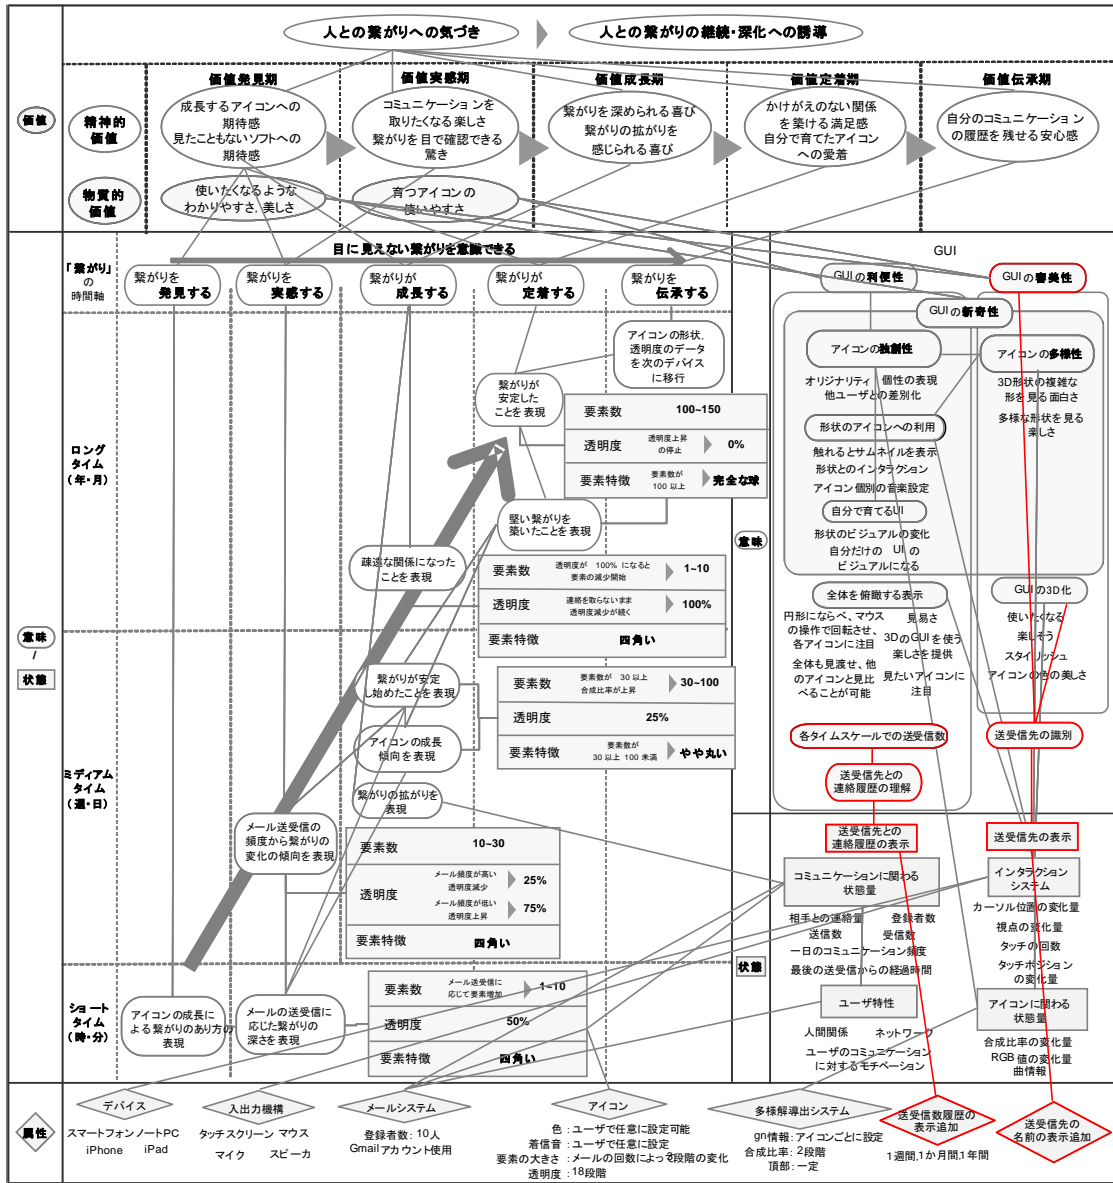 人との繋がりへの気づき
人との繋がりの継続・深化への誘導
価値
精神的
価値
物質的
価値
価値発見期
価値実感期
価値成長期
価値定着期
価値伝承期
成長するアイコンへの
期待感
見たこともないソフトへの
期待感
コミュニケーションを
取りたくなる楽しさ
繋がりを目で確認できる
驚き
繋がりを深められる喜び
繋がりの拡がりを
感じられる喜び
かけがえのない関係
を築ける満足感
自分で育てたアイコン
への愛着
自分のコミュニケーション
の履歴を残せる安心感
使いたくなるような
わかりやすさ,美しさ
育つアイコンの
使いやすさ
目に見えない繋がりを意識できる
「繋がり」
の
時間軸
繋がりを
発見する
繋がりを
実感する
繋がりが
成長する
繋がりが
定着する
繋がりを
伝承する
意味
/
状態
ロング
タイム
(年・月)
ミディアム
タイム
(週・日)
ショート
タイム
(時・分)
アイコンの形状,
透明度のデータ
を次のデバイス
に移行
繋がりが
安定した
ことを表現
要素数 100~150
透明度 透明度上昇
の停止 0%
要素特徴 要素数が
100 以上 完全な球
堅い繋がりを
築いたことを表現
疎遠な関係になった
ことを表現
要素数 透明度が 100% になると
要素の減少開始 1~10
透明度 連絡を取らないまま
透明度減少が続く 100%
要素特徴 四角い
繋がりが安定
し始めたことを表現
要素数 要素数が 30 以上
合成比率が上昇 30~100
透明度 25%
要素特徴 要素数が
30 以上 100 未満 やや丸い
アイコンの成長
傾向を表現
繋がりの拡がりを
表現
メール送受信の
頻度から繋がりの
変化の傾向を表現
要素数 10~30
透明度 メール頻度が高い
透明度減少 25%
メール頻度が低い
透明度上昇 75%
要素特徴 四角い
アイコンの成長に
よる繋がりのあり方の
表現
メールの送受信に
応じた繋がりの
深さを表現
要素数 メール送受信に
応じて要素増加 1~10
透明度 50%
要素特徴 四角い
意味
GUI
GUIの利便性
GUIの審美性
GUIの新奇性
アイコンの独創性
オリジナリティ 個性の表現
他ユーザとの差別化
アイコンの多様性
3D形状の複雑な
形を見る面白さ
多様な形状を見る
楽しさ
形状のアイコンへの利用
触れるとサムネイルを表示
形状とのインタラクション
アイコン個別の音楽設定
自分で育てるUI
形状のビジュアルの変化
自分だけの UI の
ビジュアルになる
全体を俯瞰する表示
円形にならべ、マウス
の操作で回転させ、
各アイコンに注目
見易さ
3DのGUIを使う
楽しさを提供
全体も見渡せ、他
のアイコンと見比
べることが可能
見たいアイコンに
注目
GUIの3D化
使いたくなる
楽しそう
スタイリッシュ
アイコンの色の美しさ
各タイムスケールでの送受信数
送受信先の識別
送受信先との
連絡履歴の理解
状態
送受信先との
連絡履歴の表示
送受信先の表示
コミュニケーションに関わる
状態量
相手との連絡量 登録者数
送信数 受信数
一日のコミュニケーション頻度
最後の送受信からの経過時間
インタラクション
システム
カーソル位置の変化量
視点の変化量
タッチの回数
タッチポジション
の変化量
ユーザ特性
人間関係 ネットワーク
ユーザのコミュニケーション
に対するモチベーション
アイコンに関わる
状態量
合成比率の変化量
RGB 値の変化量
曲情報
属性
デバイス
スマートフォン ノートPC
iPhone iPad
入出力機構
タッチスクリーン マウス
マイク スピーカ
メールシステム
登録者数: 10人
Gmailアカウント使用
アイコン
色 : ユーザで任意に設定可能
着信音 : ユーザで任意に設定
要素の大きさ : メールの回数によって3段階の変化
透明度 : 18段階
多様解導出システム
gn情報: アイコンごとに設定
合成比率: 2段階
頂部: 一定
送受信数履歴の
表示追加
1週間,1か月間,1年間
送受信先の
名前の表示追加